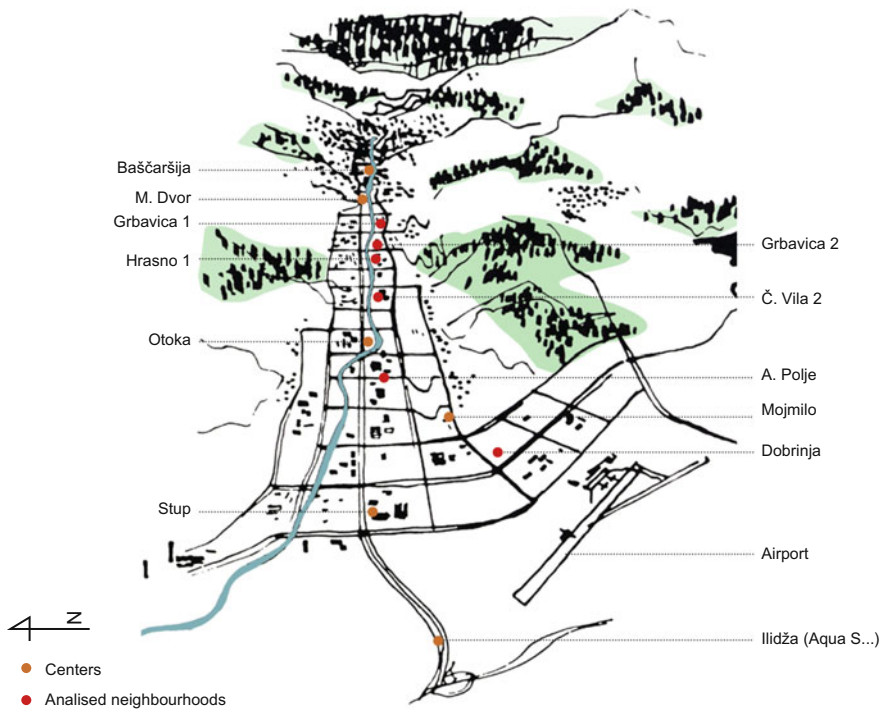 Baščaršija
M. Dvor
Grbavica 1
Grbavica 2
Hrasno 1
Č. Vila 2
Otoka
A. Polje
Mojmilo
Dobrinja
Stup
Airport
N
Ilidža (Aqua S...)
Centers
Analised neighbourhoods